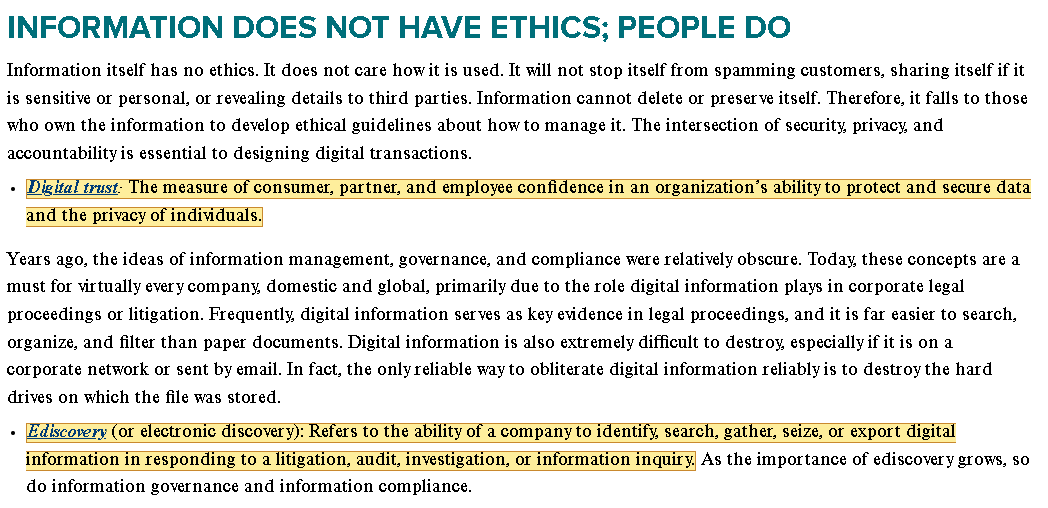 INFORMATION DOES NOT HAVE ETHICS; PEOPLE DO
Information itself has no ethics. It does not care how it is used. It will not stop itself from spamming customers, sharing itself if it
is sensitive or personal, or revealing details to third parties. Information cannot delete or preserve itself. Therefore, it falls to those
who own the information to develop ethical guidelines about how to manage it. The intersection of security, privacy, and
accountability is essential to designing digital transactions.
• Digital trust: The measure of consumer, partner, and employee confidence in an organization's ability to protect and secure data
and the privacy of individuals.
Years ago, the ideas of information management, governance, and compliance were relatively obscure. Today, these concepts are a
must for virtually every company, domestic and global, primarily due to the role digital information plays in corporate legal
proceedings or litigation. Frequently, digital information serves as key evidence in legal proceedings, and it is far easier to search,
organize, and filter than paper documents. Digital information is also extremely difficult to destroy, especially if it is on a
corporate network or sent by email. In fact, the only reliable way to obliterate digital information reliably is to destroy the hard
drives on which the file was stored.
• Ediscovery (or electronic discovery): Refers to the ability of a company to identify, search, gather, seize, or export digital
information in responding to a litigation, audit, investigation, or information inquiry. As the importance of ediscovery grows, so
do information governance and information compliance.